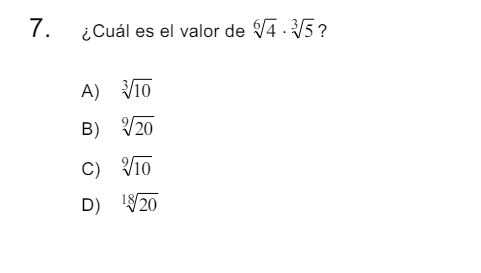 7. ¿Cuál es el valor de ⁶√4 · ³√5 ?
A) ³√10
B) ⁹√20
C) ⁹√10
D) ¹⁸√20